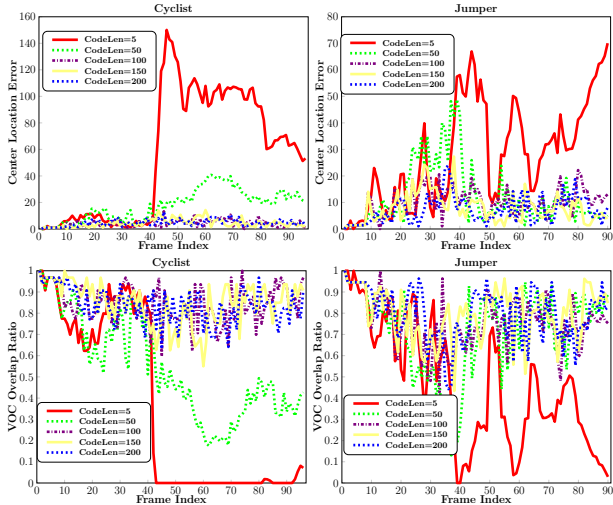 Cyclist
Center Location Error
160
140
120
100
80
60
40
20
0
CodeLen=5
CodeLen=50
CodeLen=100
CodeLen=150
CodeLen=200
0 10 20 30 40 50 60 70 80 90
Frame Index
Jumper
Center Location Error
80
70
60
50
40
30
20
10
0
CodeLen=5
CodeLen=50
CodeLen=100
CodeLen=150
CodeLen=200
0 10 20 30 40 50 60 70 80 90
Frame Index
Cyclist
VOC Overlap Ratio
1
0.9
0.8
0.7
0.6
0.5
0.4
0.3
0.2
0.1
0
CodeLen=5
CodeLen=50
CodeLen=100
CodeLen=150
CodeLen=200
0 10 20 30 40 50 60 70 80 90
Frame Index
Jumper
VOC Overlap Ratio
1
0.9
0.8
0.7
0.6
0.5
0.4
0.3
0.2
0.1
0
CodeLen=5
CodeLen=50
CodeLen=100
CodeLen=150
CodeLen=200
0 10 20 30 40 50 60 70 80 90
Frame Index